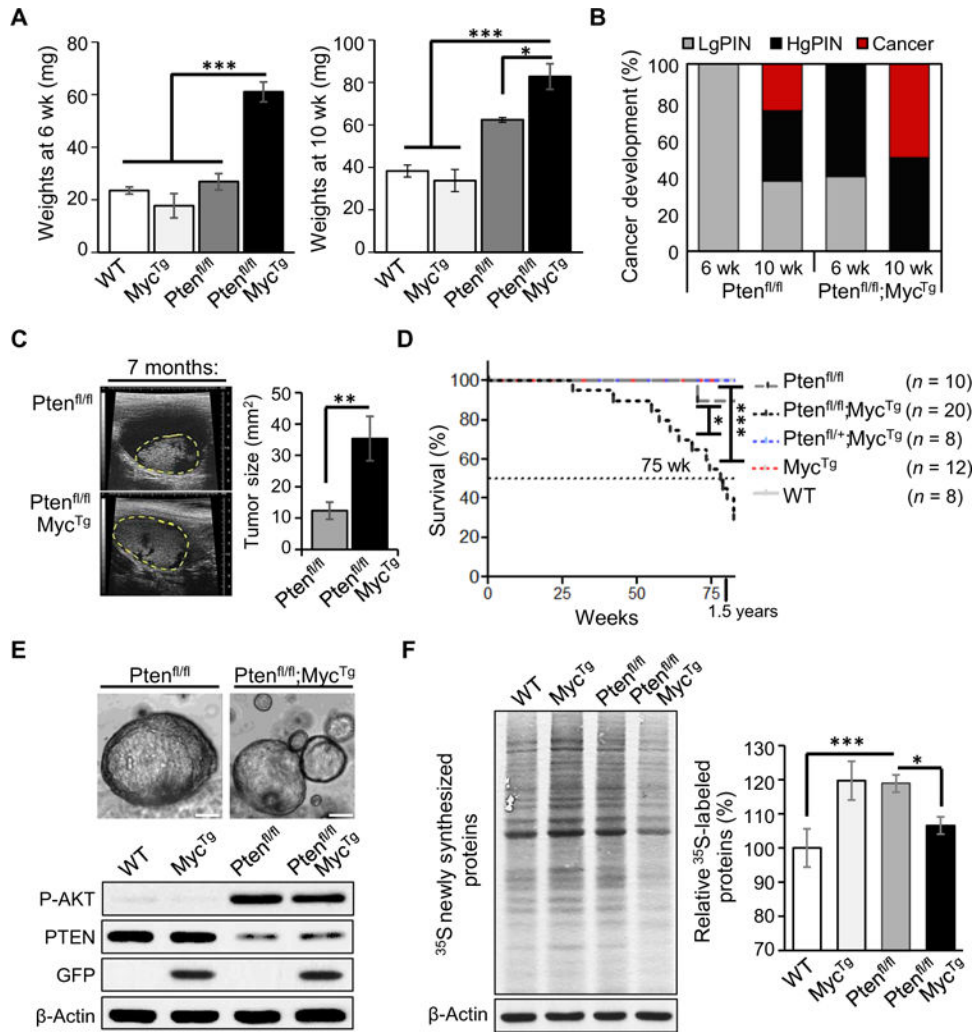 A
Weights at 6 wk (mg)
80
60
40
20
0
***
WT
Myc^Tg
Pten^fl/fl
Pten^fl/fl
Myc^Tg
Weights at 10 wk (mg)
100
80
60
40
20
0
***
*
WT
Myc^Tg
Pten^fl/fl
Pten^fl/fl
Myc^Tg
B
LgPIN HgPIN Cancer
Cancer development (%)
100
80
60
40
20
0
6 wk 10 wk 6 wk 10 wk
Pten^fl/fl Pten^fl/fl;Myc^Tg
C
7 months:
Pten^fl/fl
Pten^fl/fl
Myc^Tg
Tumor size (mm²)
50
40
30
20
10
0
**
Pten^fl/fl
Pten^fl/fl
Myc^Tg
D
Survival (%)
100
50
0
75 wk
*
***
0 25 50 75
1.5 years
Weeks
Pten^fl/fl (n = 10)
Pten^fl/fl;Myc^Tg (n = 20)
Pten^fl/+;Myc^Tg (n = 8)
Myc^Tg (n = 12)
WT (n = 8)
E
Pten^fl/fl Pten^fl/fl;Myc^Tg
WT
Myc^Tg
Pten^fl/fl
Pten^fl/fl
Myc^Tg
P-AKT
PTEN
GFP
β-Actin
F
WT
Myc^Tg
Pten^fl/fl
Pten^fl/fl
Myc^Tg
³⁵S newly synthesized
proteins
β-Actin
Relative ³⁵S-labeled
proteins (%)
130
120
110
100
90
80
70
***
*
WT
Myc^Tg
Pten^fl/fl
Pten^fl/fl
Myc^Tg